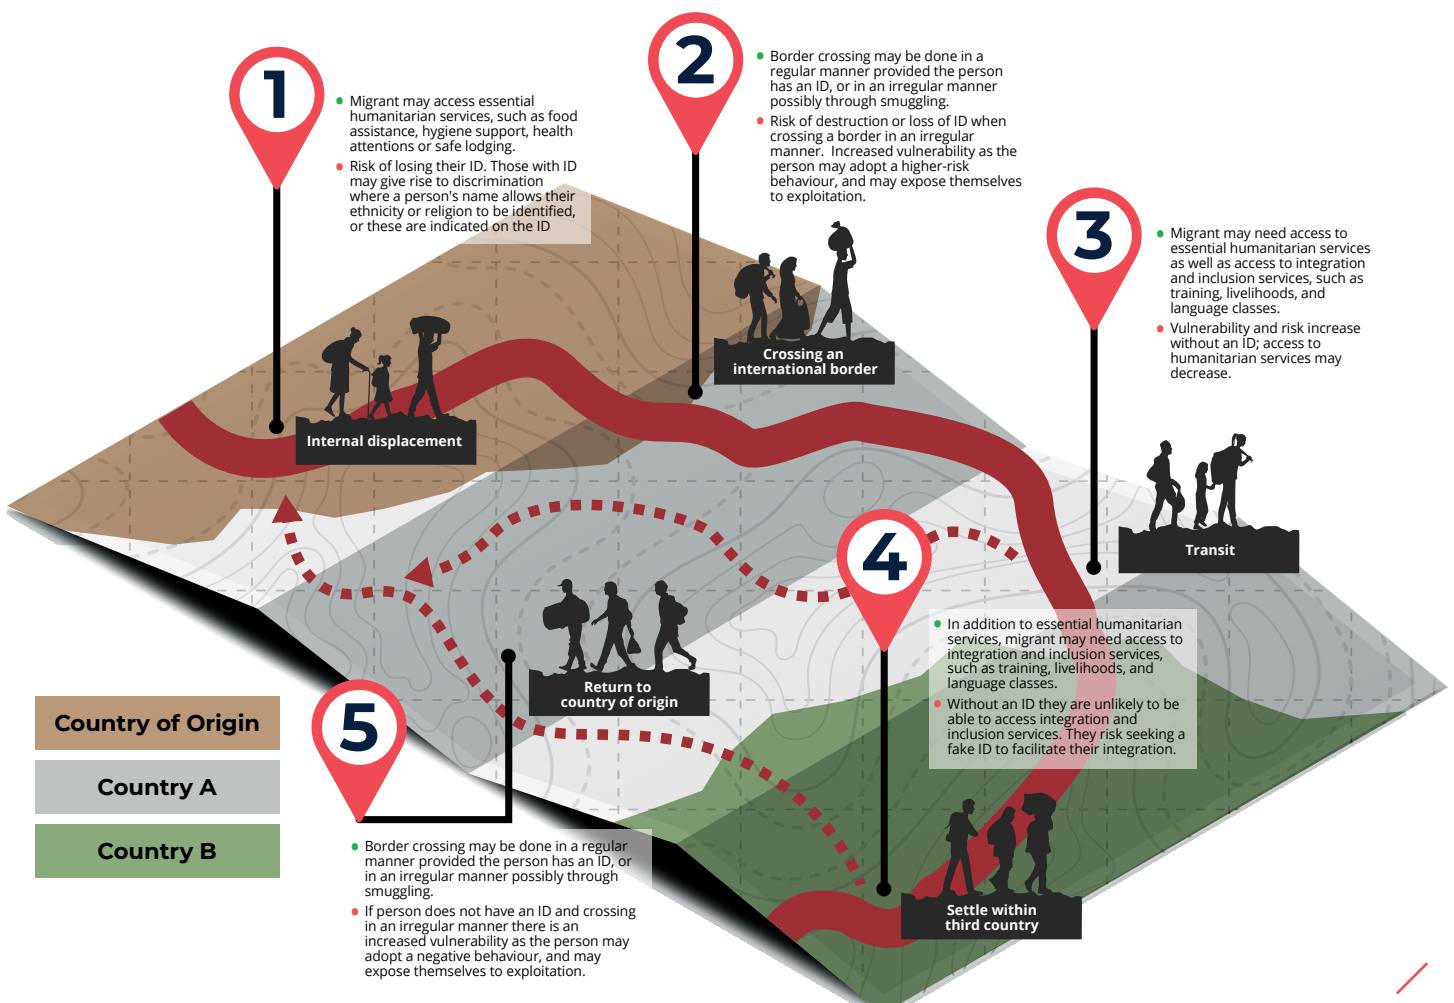 1
Migrant may access essential
humanitarian services, such as food
assistance, hygiene support, health
attentions or safe lodging.
Risk of losing their ID. Those with ID
may give rise to discrimination
where a person's name allows their
ethnicity or religion to be identified,
or these are indicated on the ID
Internal displacement
2
Border crossing may be done in a
regular manner provided the person
has an ID, or in an irregular manner
possibly through smuggling.
Risk of destruction or loss of ID when
crossing a border in an irregular
manner.  Increased vulnerability as the
person may adopt a higher-risk
behaviour, and may expose themselves
to exploitation.
Crossing an
international border
3
Migrant may need access to
essential humanitarian services
as well as access to integration
and inclusion services, such as
training, livelihoods, and
language classes.
Vulnerability and risk increase
without an ID; access to
humanitarian services may
decrease.
Transit
4
In addition to essential humanitarian
services, migrant may need access to
integration and inclusion services,
such as training, livelihoods, and
language classes.
Without an ID they are unlikely to be
able to access integration and
inclusion services. They risk seeking a
fake ID to facilitate their integration.
Settle within
third country
Return to
country of origin
5
Border crossing may be done in a regular
manner provided the person has an ID, or
in an irregular manner possibly through
smuggling.
If person does not have an ID and crossing
in an irregular manner there is an
increased vulnerability as the person may
adopt a negative behaviour, and may
expose themselves to exploitation.
Country of Origin
Country A
Country B